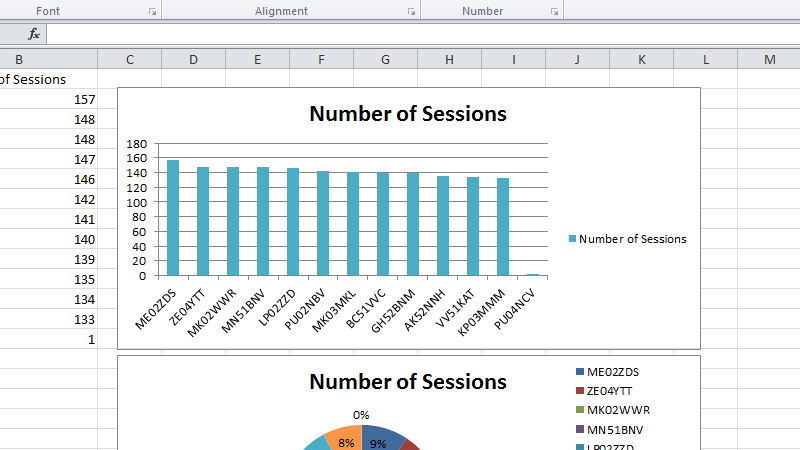 Font Alignment Number
fx
B C D E F G H I J K L M
of Sessions
157
148
148
147
146
142
141
140
139
135
134
133
1
Number of Sessions
180
160
140
120
100
80
60
40
20
0
ME02ZDS
ZE04YTT
MK02WWR
MN51BNV
LP02ZZD
PU02NBV
MK03MKL
BC51VVC
GH52BNM
AK52NNH
VV51KAT
KP03MMM
PU04NCV
Number of Sessions
Number of Sessions
0%
8%
9%
ME02ZDS
ZE04YTT
MK02WWR
MN51BNV
LP02ZZD